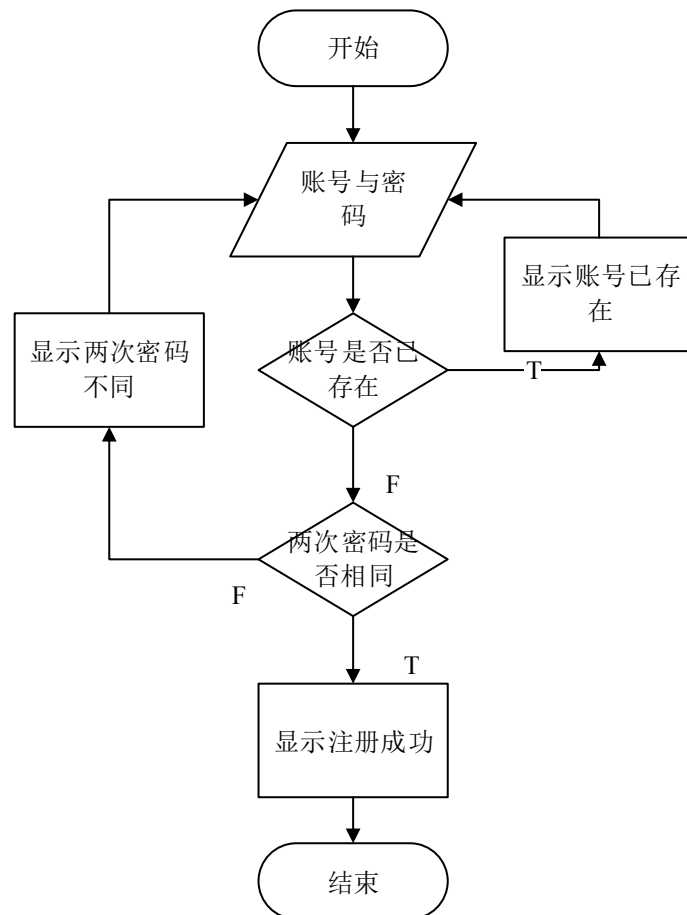 开始
账号与密
码
显示账号已存
在
显示两次密码
不同
账号是否已
存在
T
F
两次密码是
否相同
F
T
显示注册成功
结束